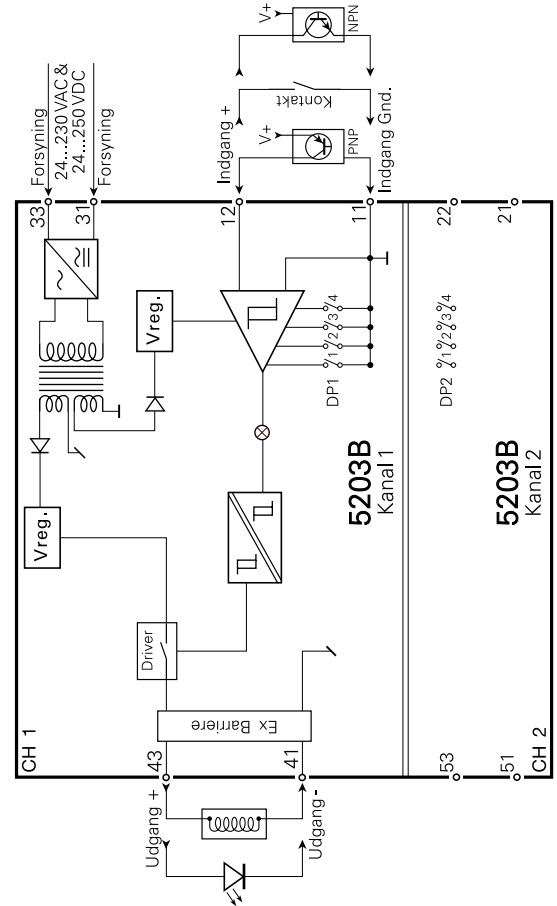 V+
NPN
Forsyning
24...230 VAC &
24...250 VDC
Forsyning
Indgang +
Kontakt
V+
PNP
Indgang Gnd.
33
31
12
11
22
21
Vreg.
1 2 3 4
DP1
1 2 3 4
DP2
5203B
Kanal 1
5203B
Kanal 2
Vreg.
Driver
Ex Barriere
CH 1
43
41
53
51
CH 2
Udgang +
Udgang-